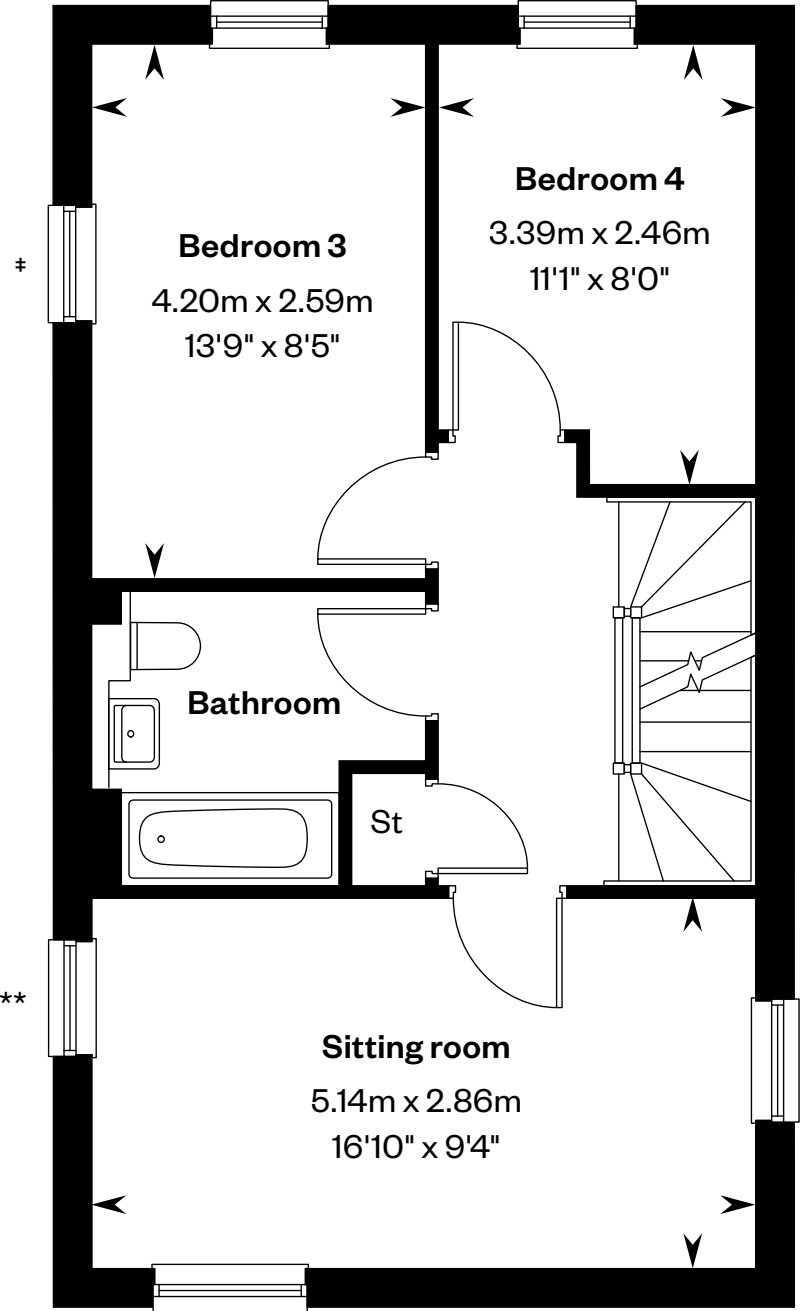 Bedroom 4
3.39m x 2.46m
11'1" x 8'0"
Bedroom 3
4.20m x 2.59m
13'9" x 8'5"
‡
Bathroom
St
**
Sitting room
5.14m x 2.86m
16'10" x 9'4"